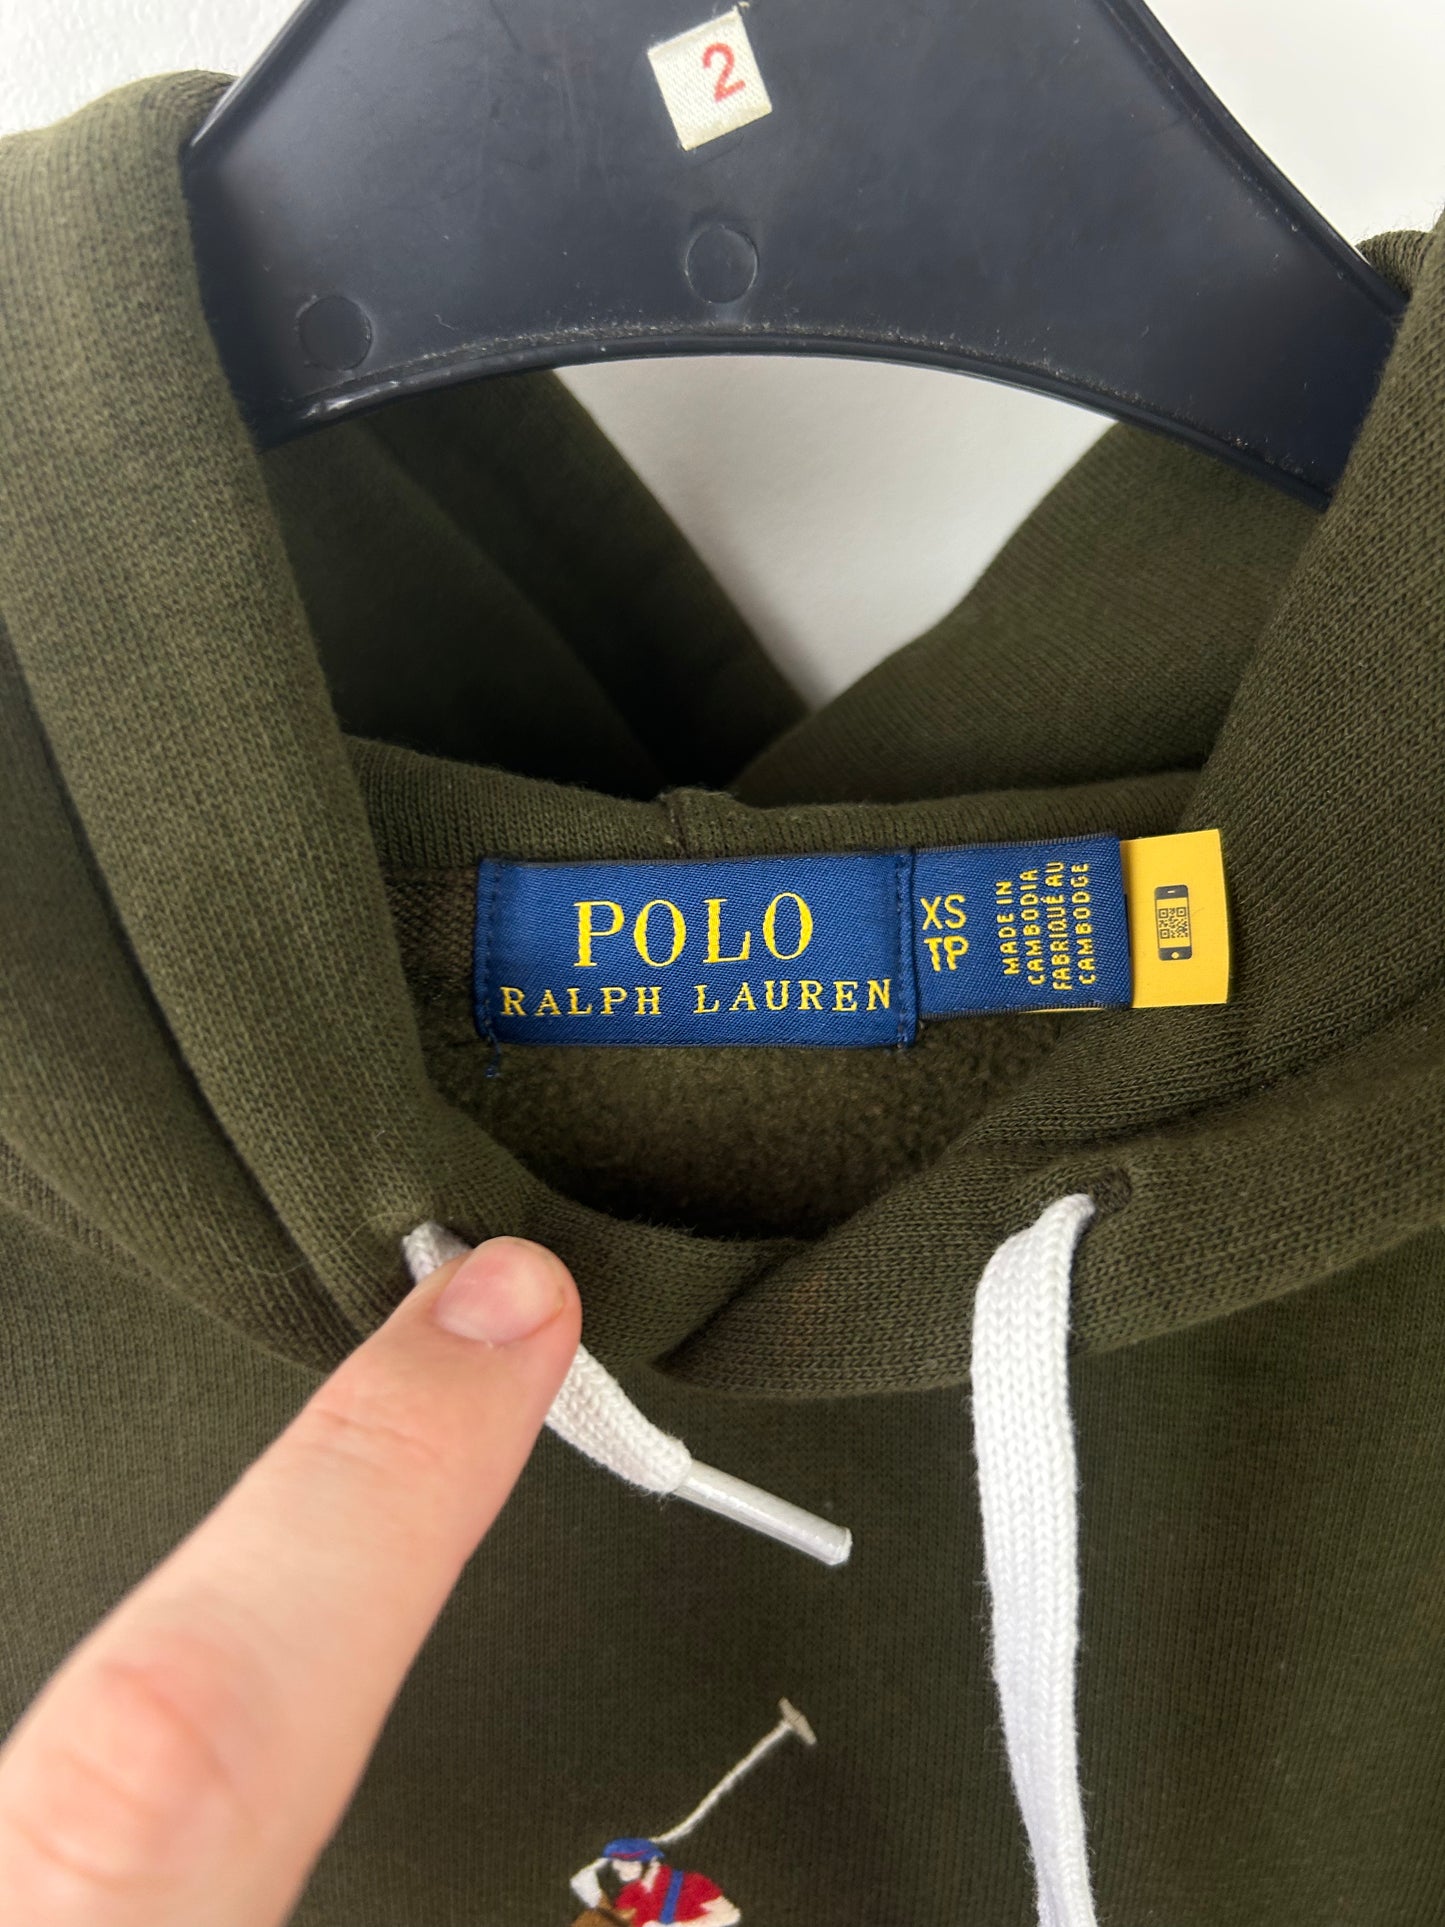 2
POLO
RALPH LAUREN
XS
TP
MADE IN
CAMBODIA
FABRIQUÉ AU
CAMBODGE